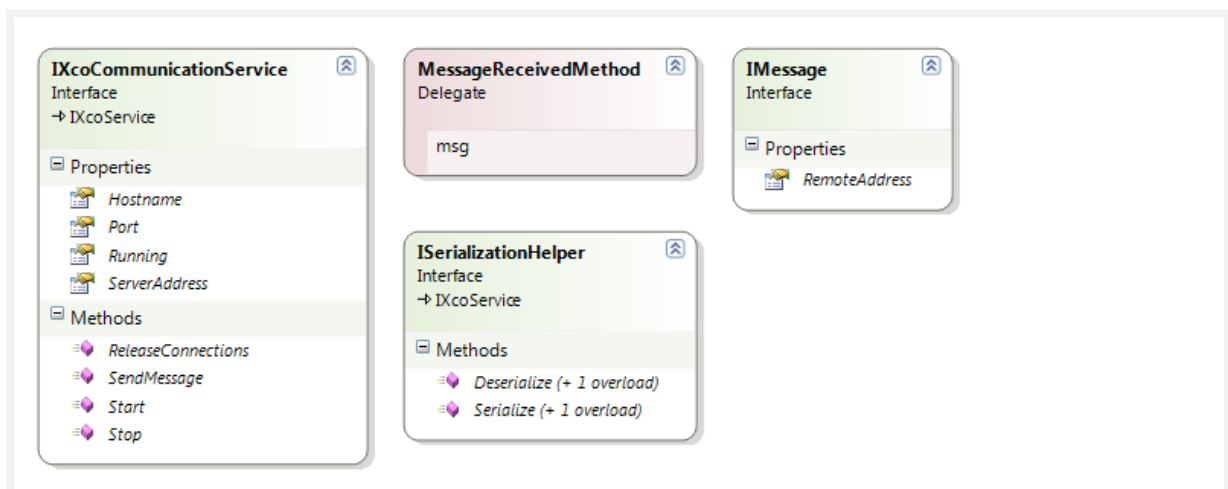 IXcoCommunicationService
Interface
IXcoService
Properties
Hostname
Port
Running
ServerAddress
Methods
ReleaseConnections
SendMessage
Start
Stop
MessageReceivedMethod
Delegate
msg
ISerializationHelper
Interface
IXcoService
Methods
Deserialize (+ 1 overload)
Serialize (+ 1 overload)
IMessage
Interface
Properties
RemoteAddress